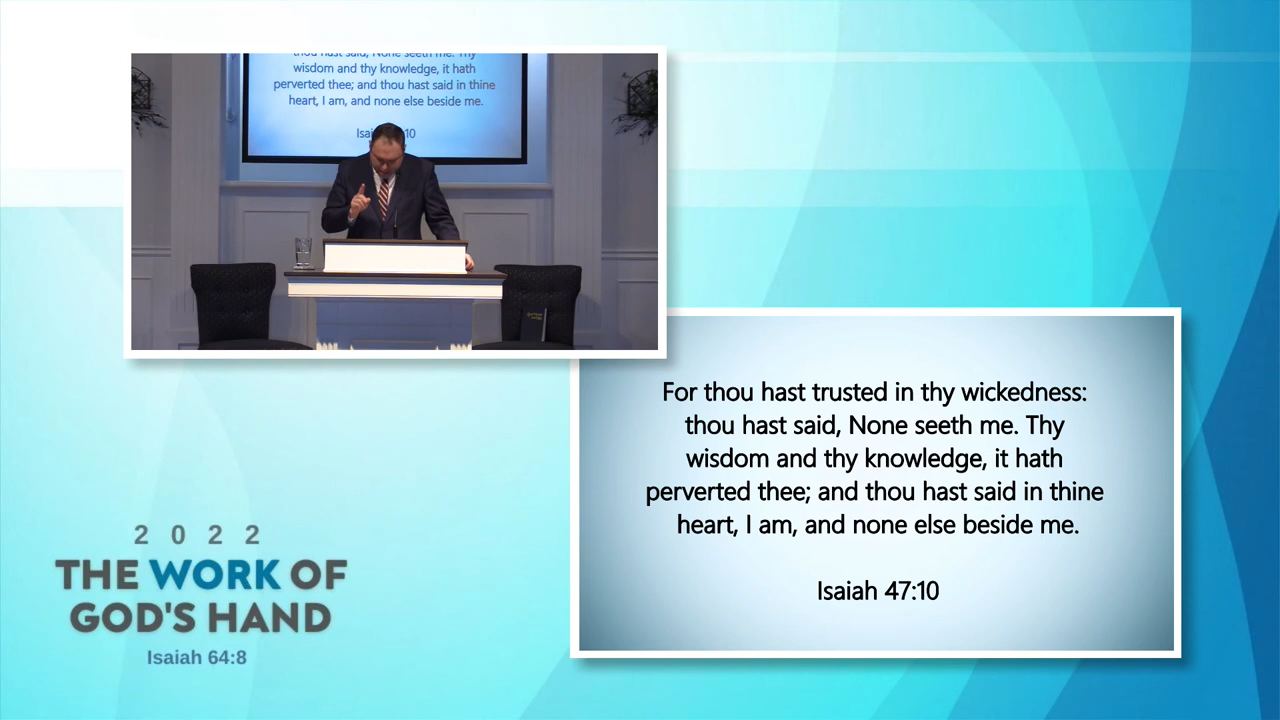 thou hast said, None seeth me. Thy
wisdom and thy knowledge, it hath
perverted thee; and thou hast said in thine
heart, I am, and none else beside me.
10
For thou hast trusted in thy wickedness:
thou hast said, None seeth me. Thy
wisdom and thy knowledge, it hath
perverted thee; and thou hast said in thine
heart, I am, and none else beside me.
Isaiah 47:10
2022
THE WORK OF
GOD'S HAND
Isaiah 64:8